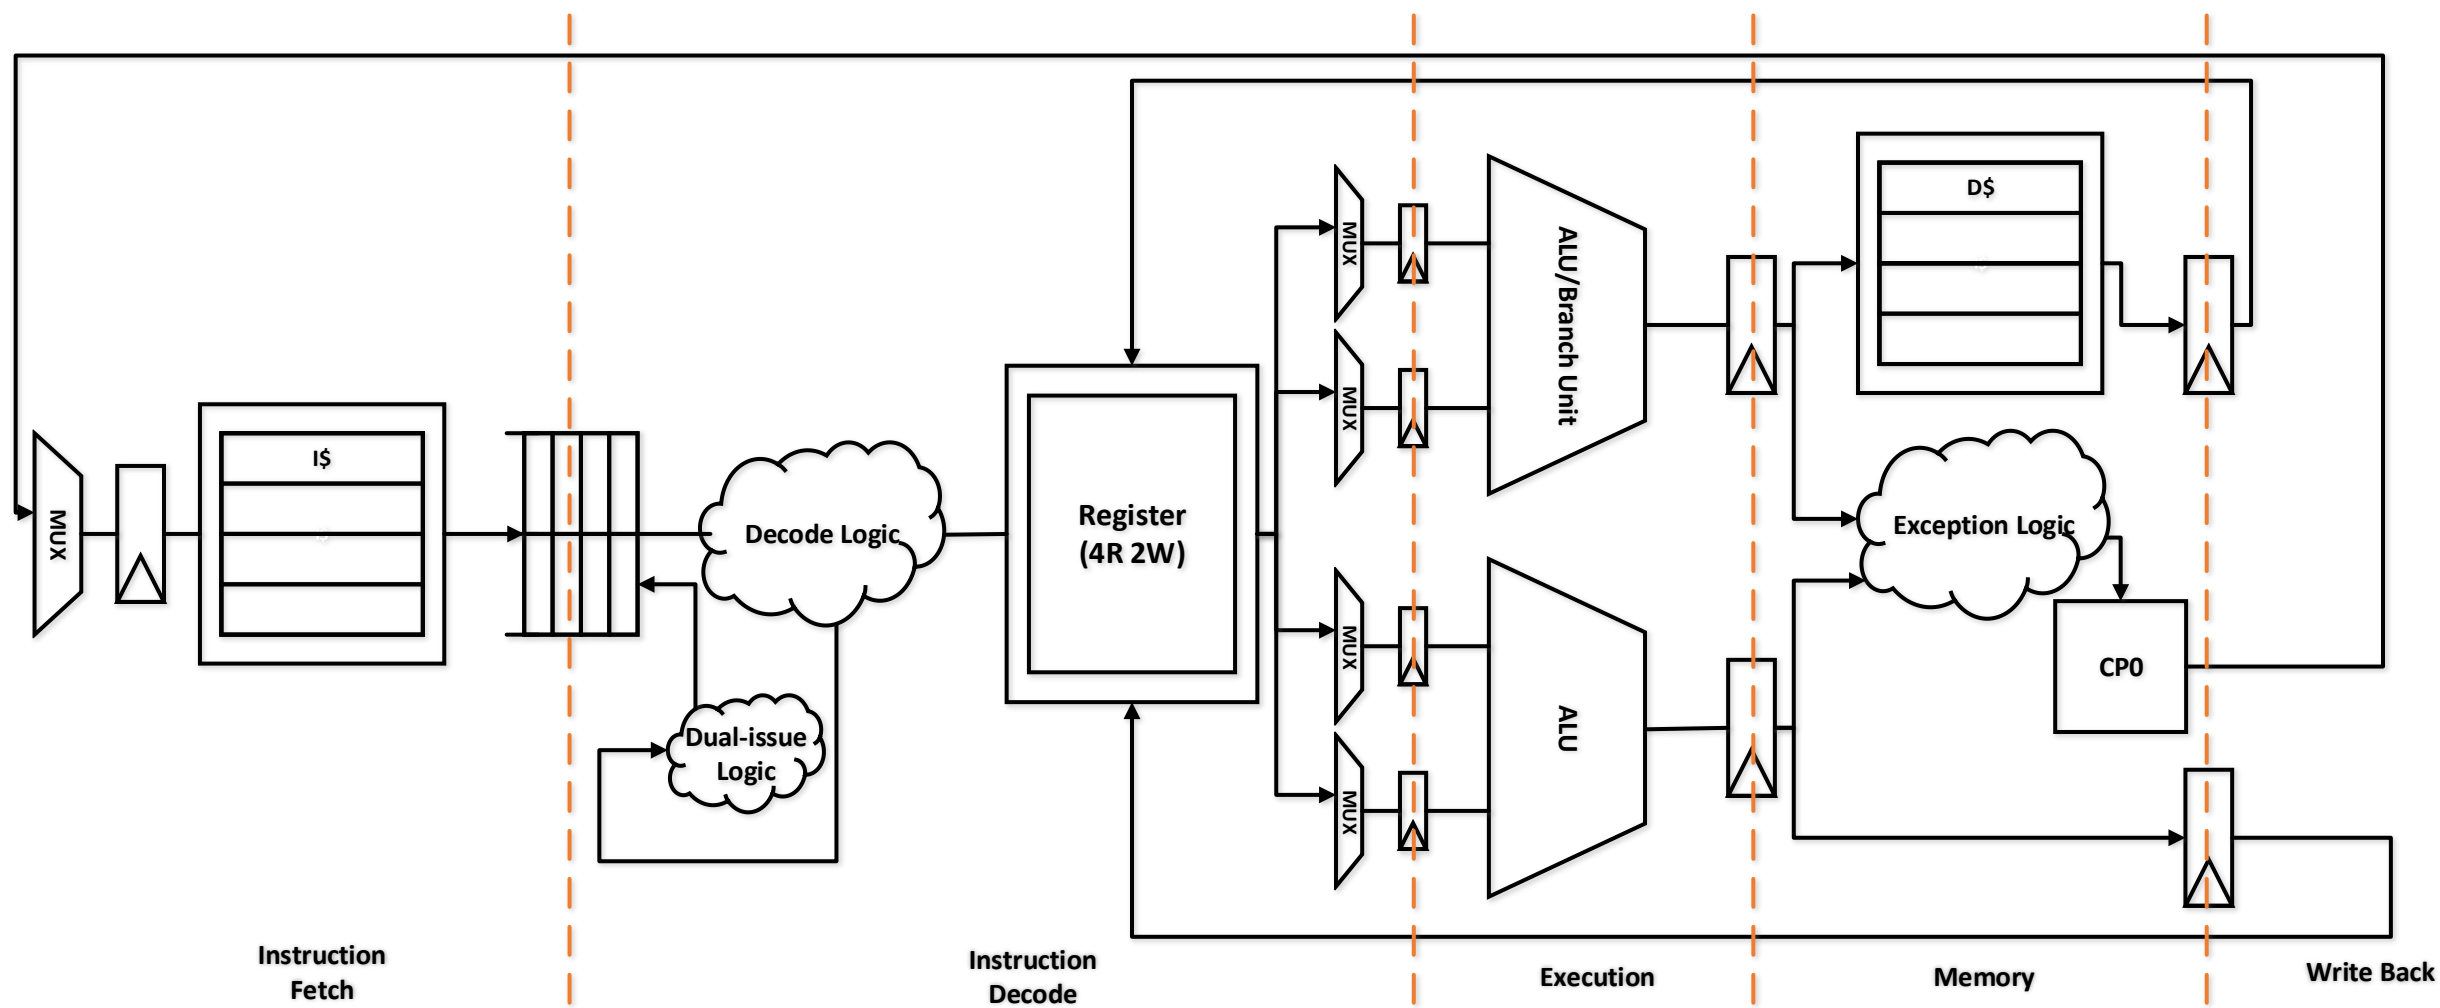 D$
MUX
ALU/Branch
Unit
MUX
I$
MUX
Decode Logic
Register
(4R 2W)
Exception Logic
CP0
MUX
ALU
Dual-issue
Logic
MUX
Instruction
Fetch
Instruction
Decode
Execution
Memory
Write Back